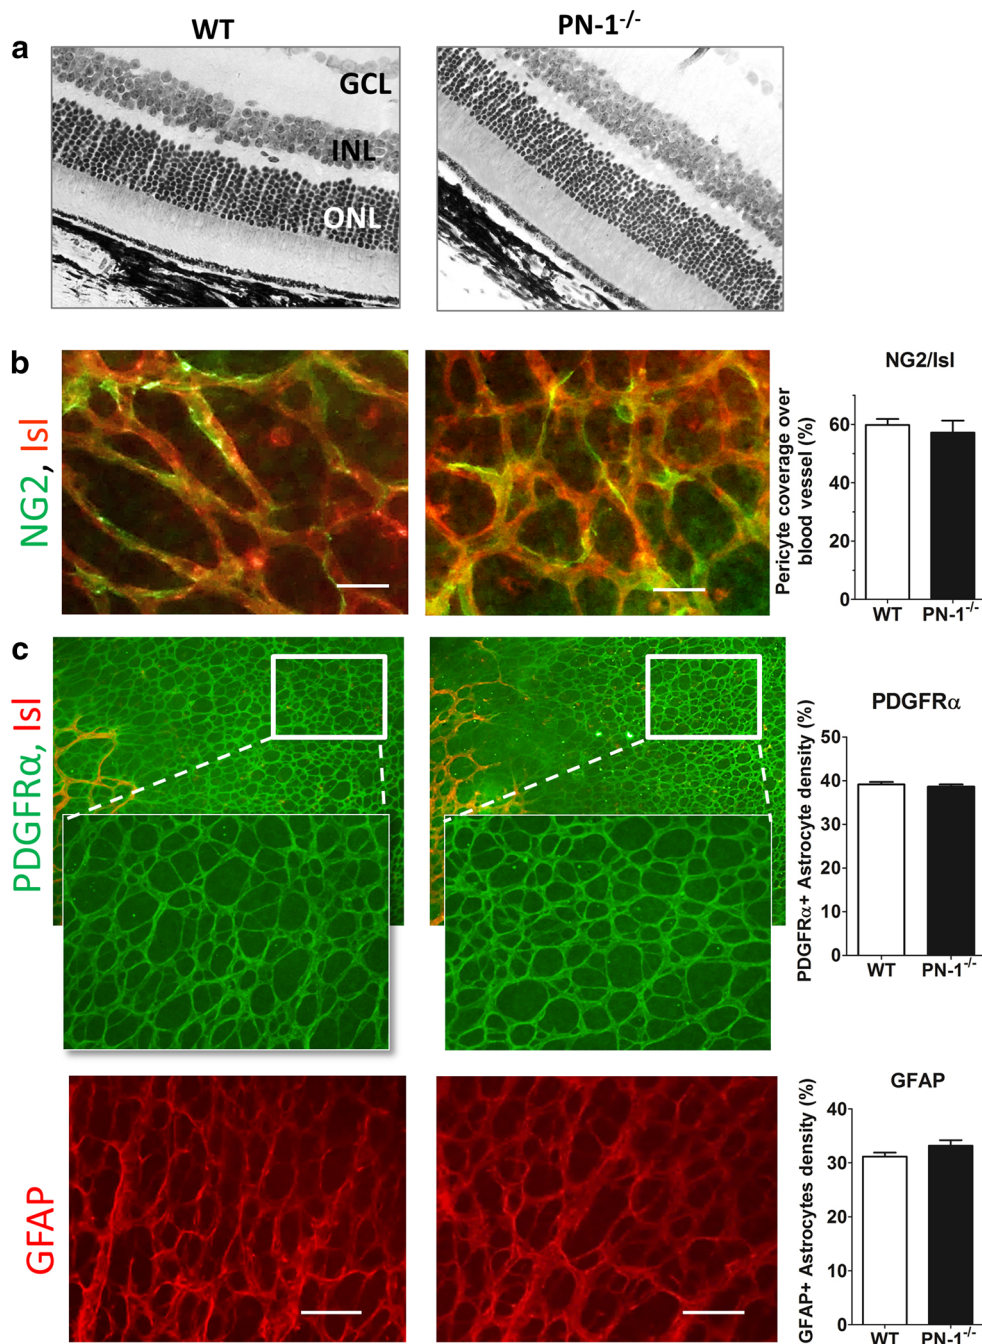 WT
PN-1-/-
a
GCL
INL
ONL
b
NG2, Isl
NG2/Isl
Pericyte coverage over
blood vessel (%)
60
40
20
0
WT
PN-1-/-
c
PDGFRα, Isl
PDGFRα
PDGFRα+ Astrocyte density (%)
50
40
30
20
10
0
WT
PN-1-/-
GFAP
GFAP
GFAP+ Astrocytes density (%)
40
30
20
10
0
WT
PN-1-/-